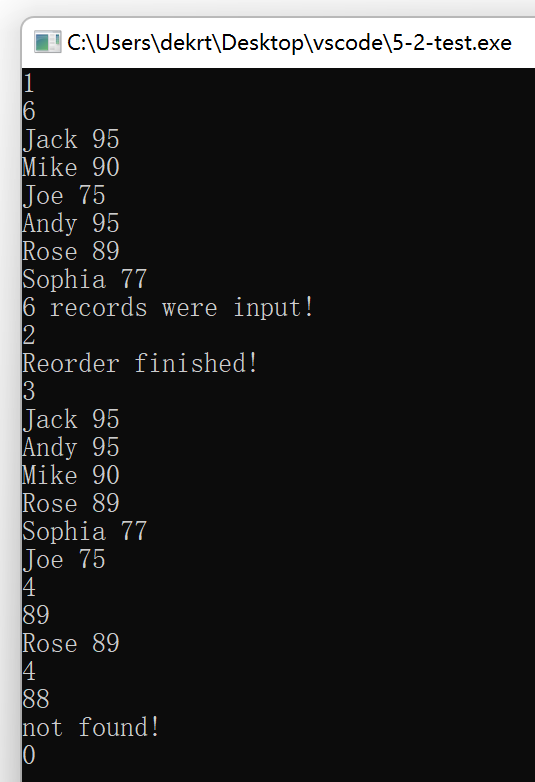 C:\Users\dekrt\Desktop\vscode\5-2-test.exe
1
6
Jack 95
Mike 90
Joe 75
Andy 95
Rose 89
Sophia 77
6 records were input!
2
Reorder finished!
3
Jack 95
Andy 95
Mike 90
Rose 89
Sophia 77
Joe 75
4
89
Rose 89
4
88
not found!
0